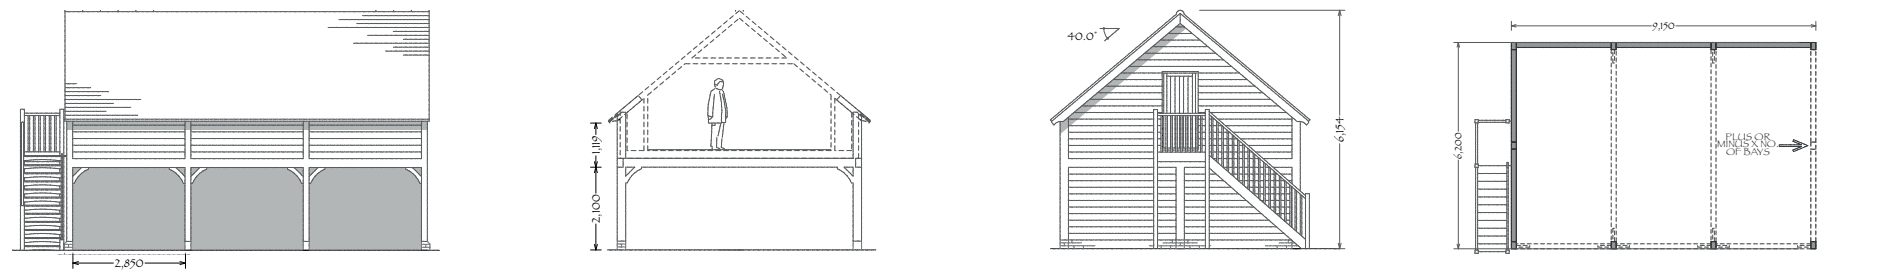 2,850
1,119
2,100
40.0°
6,154
9,150
6,200
PLUS OR
MINUS X NO.
OF BAYS